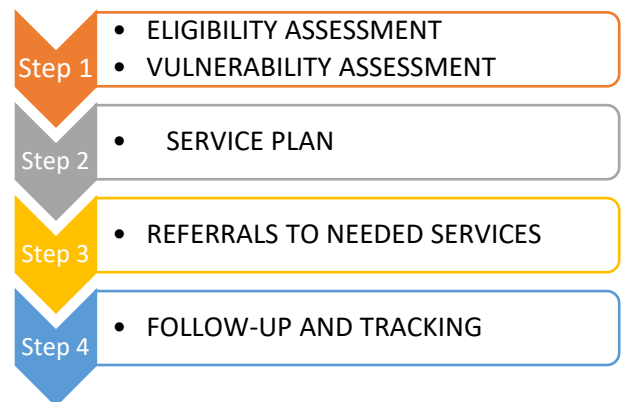 Step 1
• ELIGIBILITY ASSESSMENT
• VULNERABILITY ASSESSMENT
Step 2
• SERVICE PLAN
Step 3
• REFERRALS TO NEEDED SERVICES
Step 4
• FOLLOW-UP AND TRACKING